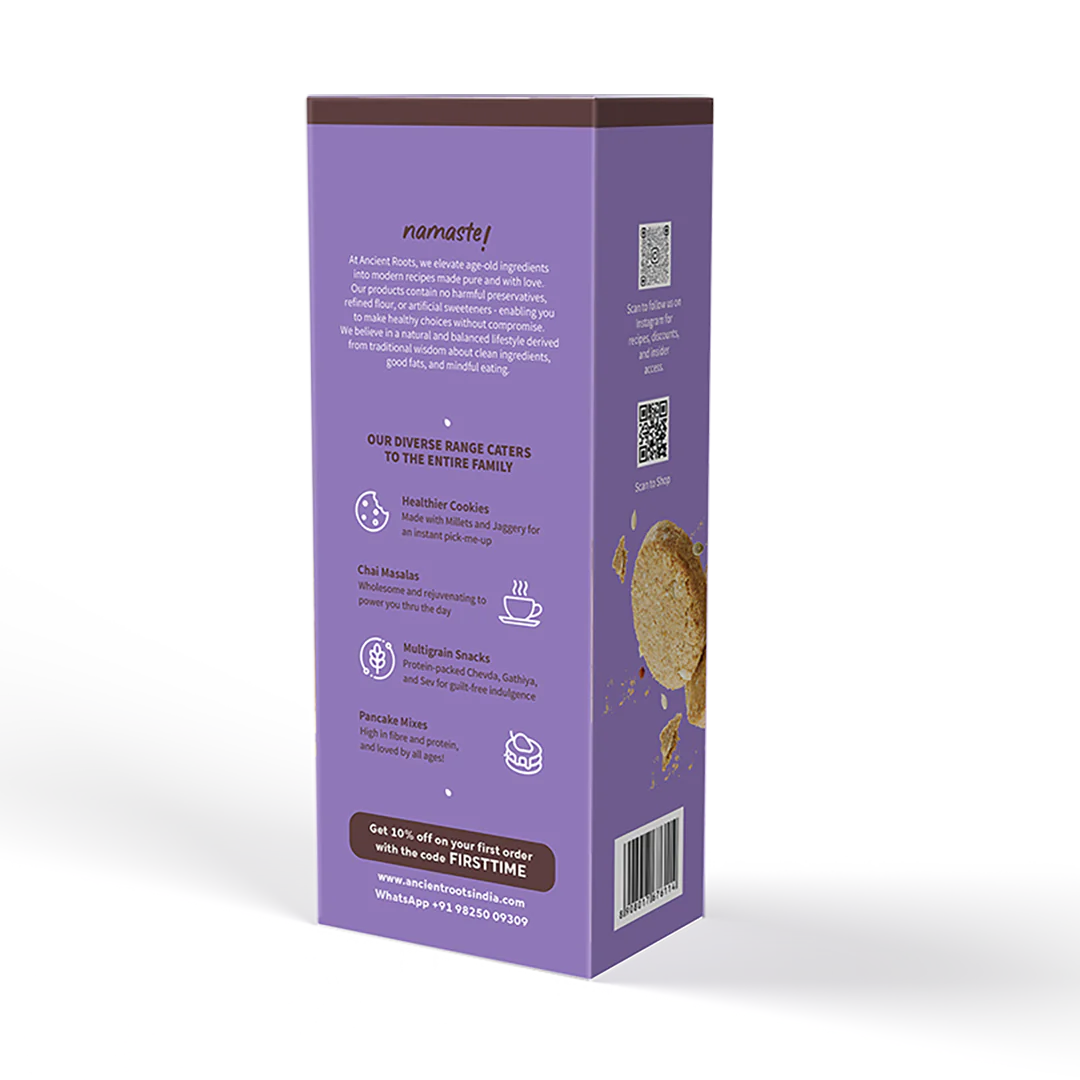 namaste!
At Ancient Roots, we elevate age-old ingredients
into modern recipes made pure and with love.
Our products contain no harmful preservatives,
refined flour, or artificial sweeteners - enabling you
to make healthy choices without compromise.
We believe in a natural and balanced lifestyle derived
from traditional wisdom about clean ingredients,
good fats, and mindful eating.
OUR DIVERSE RANGE CATERS
TO THE ENTIRE FAMILY
Healthier Cookies
Made with Millets and Jaggery for
an instant pick-me-up
Chai Masalas
Wholesome and rejuvenating to
power you thru the day
Multigrain Snacks
Protein-packed Chevda, Gathiya,
and Sev for guilt-free indulgence
Pancake Mixes
High in fibre and protein,
and loved by all ages!
Get 10% off on your first order
with the code FIRSTTIME
www.ancientrootsindia.com
WhatsApp +91 98250 09309
Scan to follow us on
Instagram for
recipes, discounts,
and insider
access.
Scan to Shop